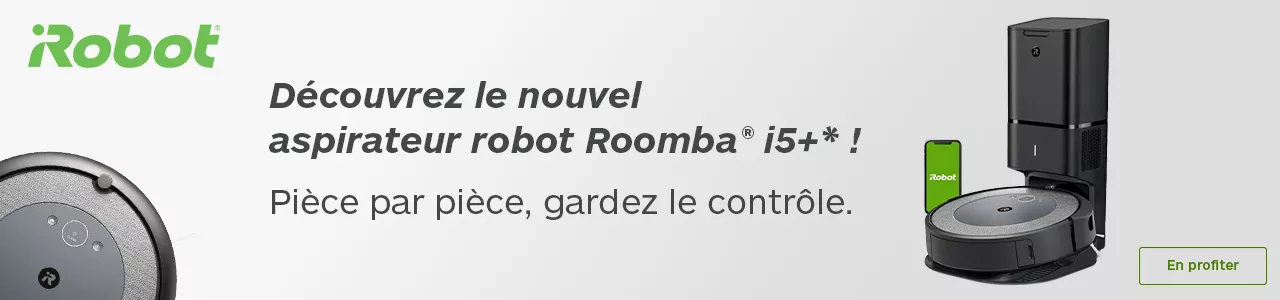 iRobot®
Découvrez le nouvel
aspirateur robot Roomba® i5+* !
Pièce par pièce, gardez le contrôle.
iRobot
En profiter